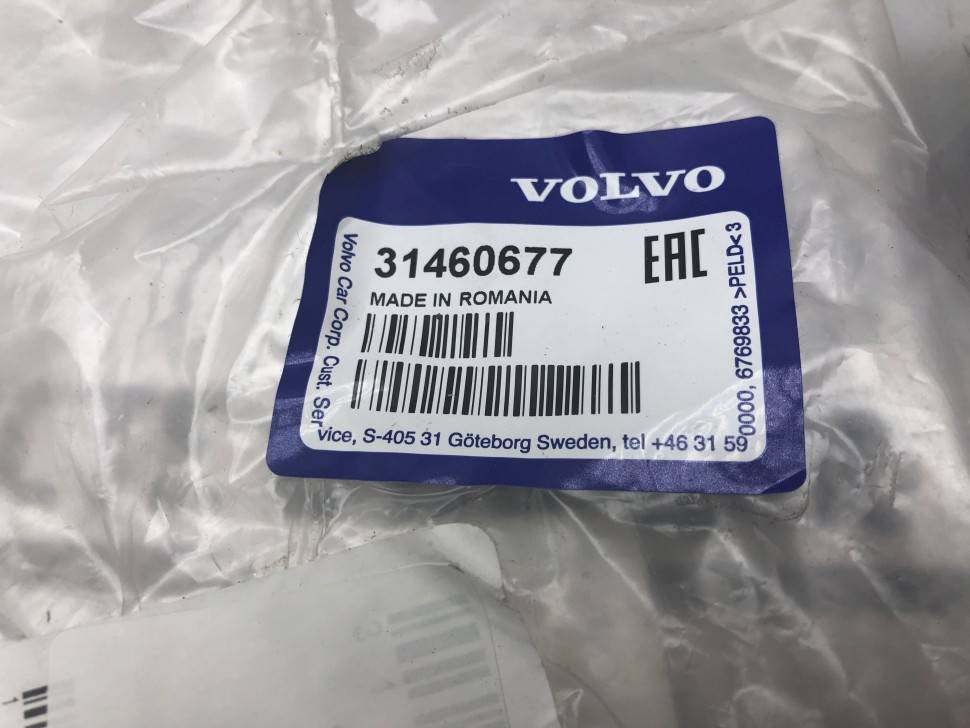 VOLVO
31460677
EAC
MADE IN ROMANIA
Volvo Car Corp. Cust. Service, S-405 31 Göteborg Sweden, tel +46 31 590000, 6769833 >PELD< 3
1